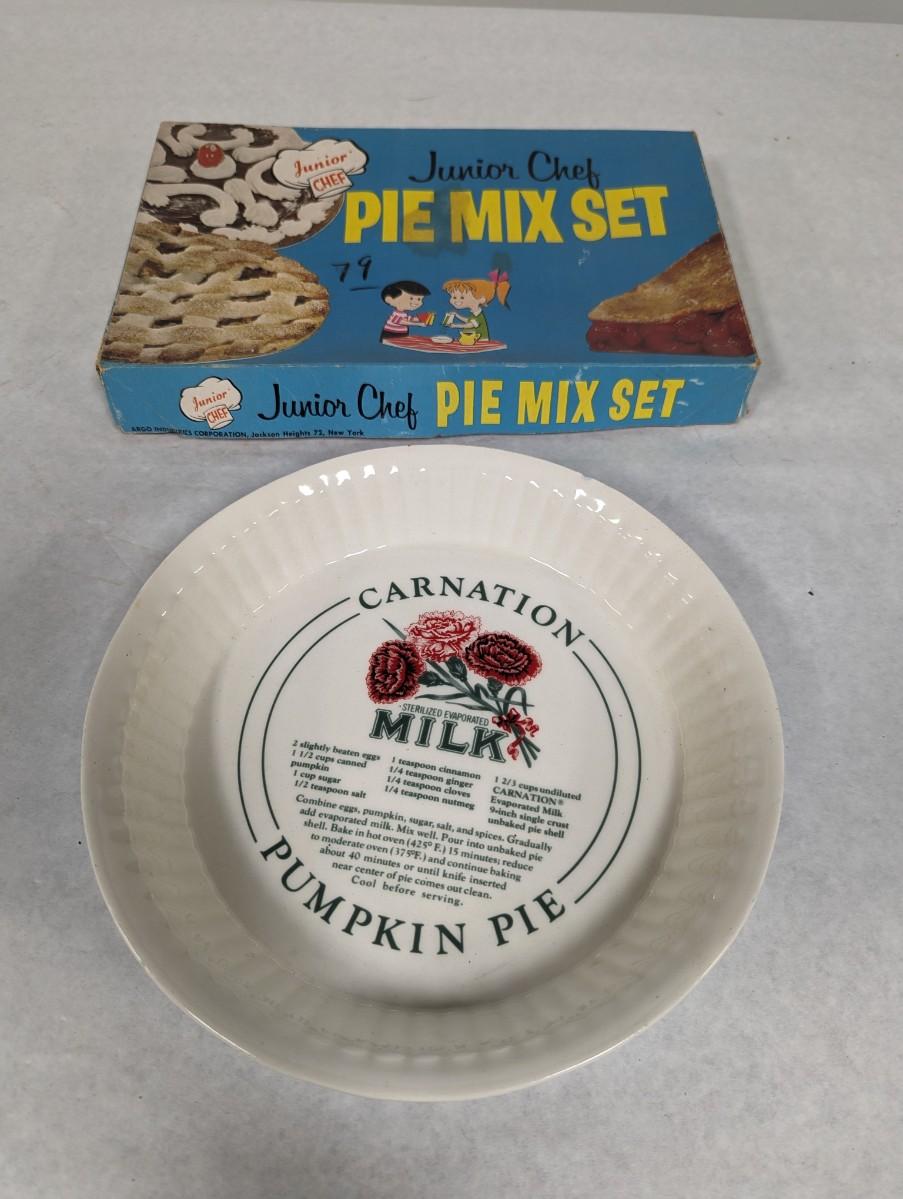 Junior
CHEF
Junior Chef
PIE MIX SET
79
Junior
CHEF
Junior Chef PIE MIX SET
ARGO INDUSTRIES CORPORATION, Jackson Heights 72, New York
CARNATION
STERILIZED EVAPORATED
MILK
2 slightly beaten eggs
1 1/2 cups canned
pumpkin
1 cup sugar
1/2 teaspoon salt
1 teaspoon cinnamon
1/4 teaspoon ginger
1/4 teaspoon cloves
1/4 teaspoon nutmeg
1 2/3 cups undiluted
CARNATION®
Evaporated Milk
9-inch single crust
unbaked pie shell
Combine eggs, pumpkin, sugar, salt, and spices. Gradually
add evaporated milk. Mix well. Pour into unbaked pie
shell. Bake in hot oven (425° F.) 15 minutes; reduce
to moderate oven (375°F.) and continue baking
about 40 minutes or until knife inserted
near center of pie comes out clean.
Cool before serving.
PUMPKIN PIE